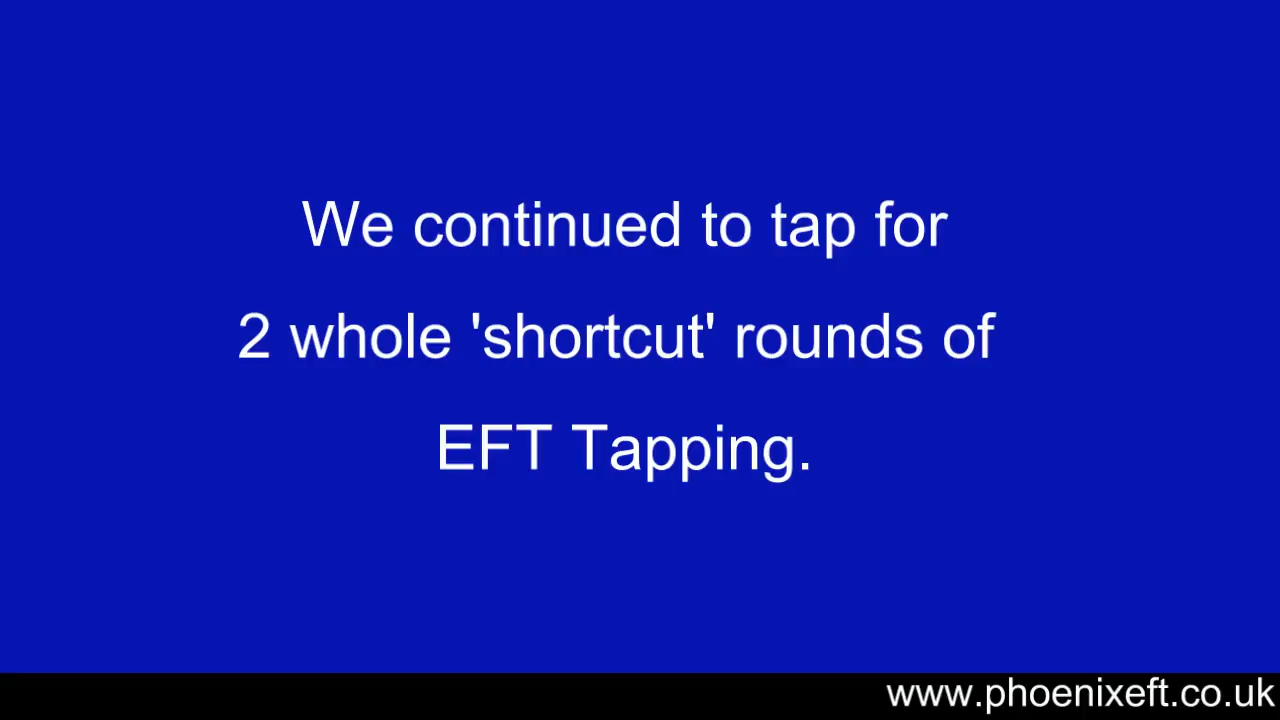 We continued to tap for
2 whole 'shortcut' rounds of
EFT Tapping.
www.phoenixeft.co.uk